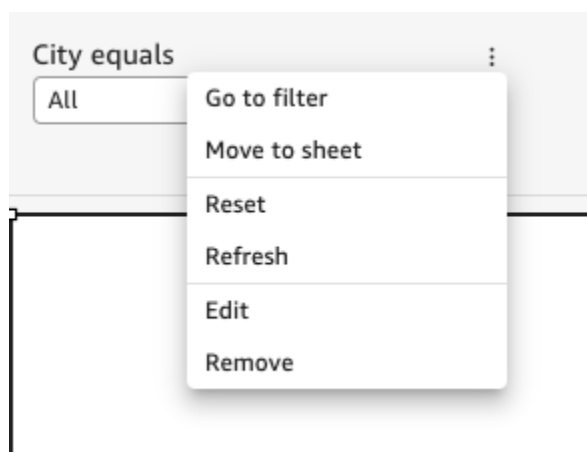 City equals
All
Go to filter
Move to sheet
Reset
Refresh
Edit
Remove